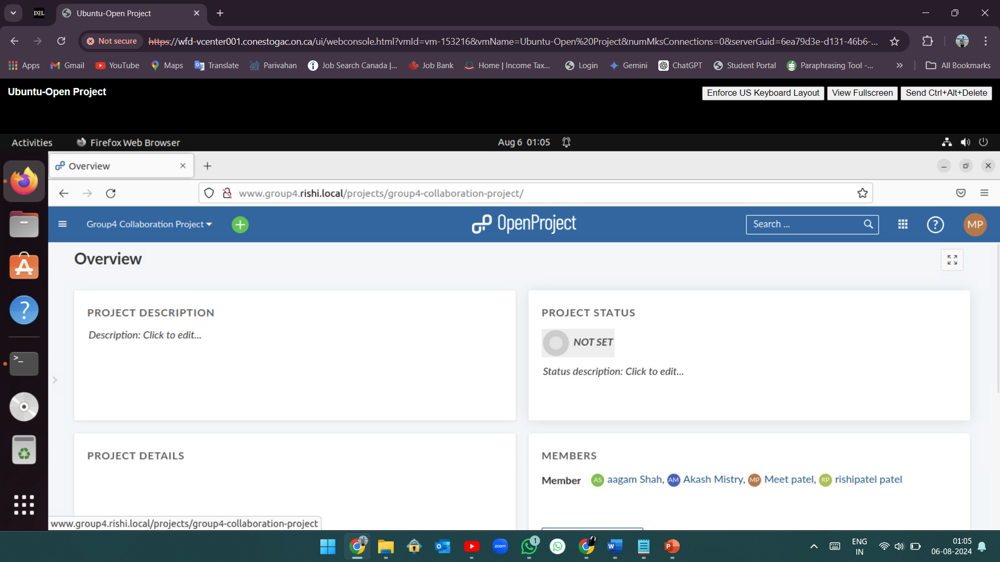 D2L
Ubuntu-Open Project
Not secure
https://wfd-vcenter001.conestogac.on.ca/ui/webconsole.html?vmId=vm-153216&vmName=Ubuntu-Open%20Project&numMksConnections=0&serverGuid=6ea79d3e-d131-46b6-...
Apps
Gmail
YouTube
Maps
Translate
Parivahan
Job Search Canada |...
Job Bank
Home | Income Tax...
Login
Gemini
ChatGPT
Student Portal
Paraphrasing Tool -...
All Bookmarks
Ubuntu-Open Project
Enforce US Keyboard Layout
View Fullscreen
Send Ctrl+Alt+Delete
Activities
Firefox Web Browser
Aug 6 01:05
Overview
www.group4.rishi.local/projects/group4-collaboration-project/
Group4 Collaboration Project
OpenProject
Search ...
MP
Overview
PROJECT DESCRIPTION
Description: Click to edit...
PROJECT STATUS
NOT SET
Status description: Click to edit...
PROJECT DETAILS
MEMBERS
Member AS aagam Shah, AM Akash Mistry, MP Meet patel, RP rishipatel patel
www.group4.rishi.local/projects/group4-collaboration-project
zoom
1
ENG
IN
01:05
06-08-2024